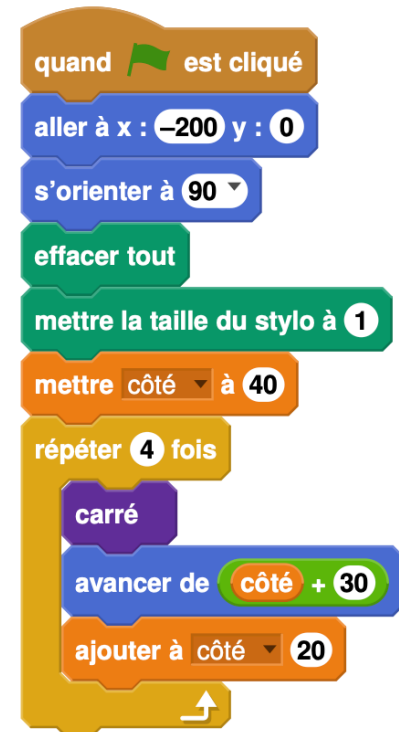 quand est cliqué
aller à x : −200 y : 0
s'orienter à 90
effacer tout
mettre la taille du stylo à 1
mettre côté à 40
répéter 4 fois
carré
avancer de côté + 30
ajouter à côté 20